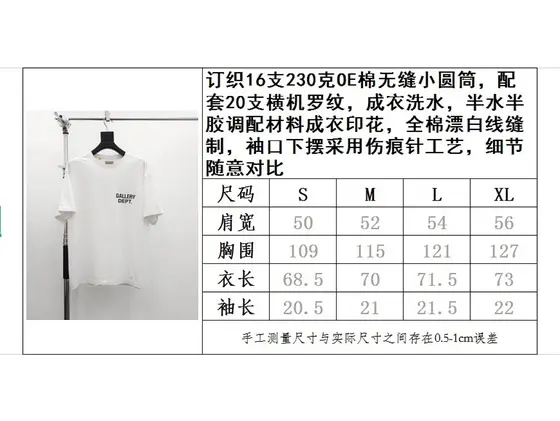 GALLERY
DEPT.
订织16支230克OE棉无缝小圆筒，配
套20支横机罗纹，成衣洗水，半水半
胶调配材料成衣印花，全棉漂白线缝
制，袖口下摆采用伤痕针工艺，细节
随意对比
尺码 S M L XL
肩宽 50 52 54 56
胸围 109 115 121 127
衣长 68.5 70 71.5 73
袖长 20.5 21 21.5 22
手工测量尺寸与实际尺寸之间存在0.5-1cm误差